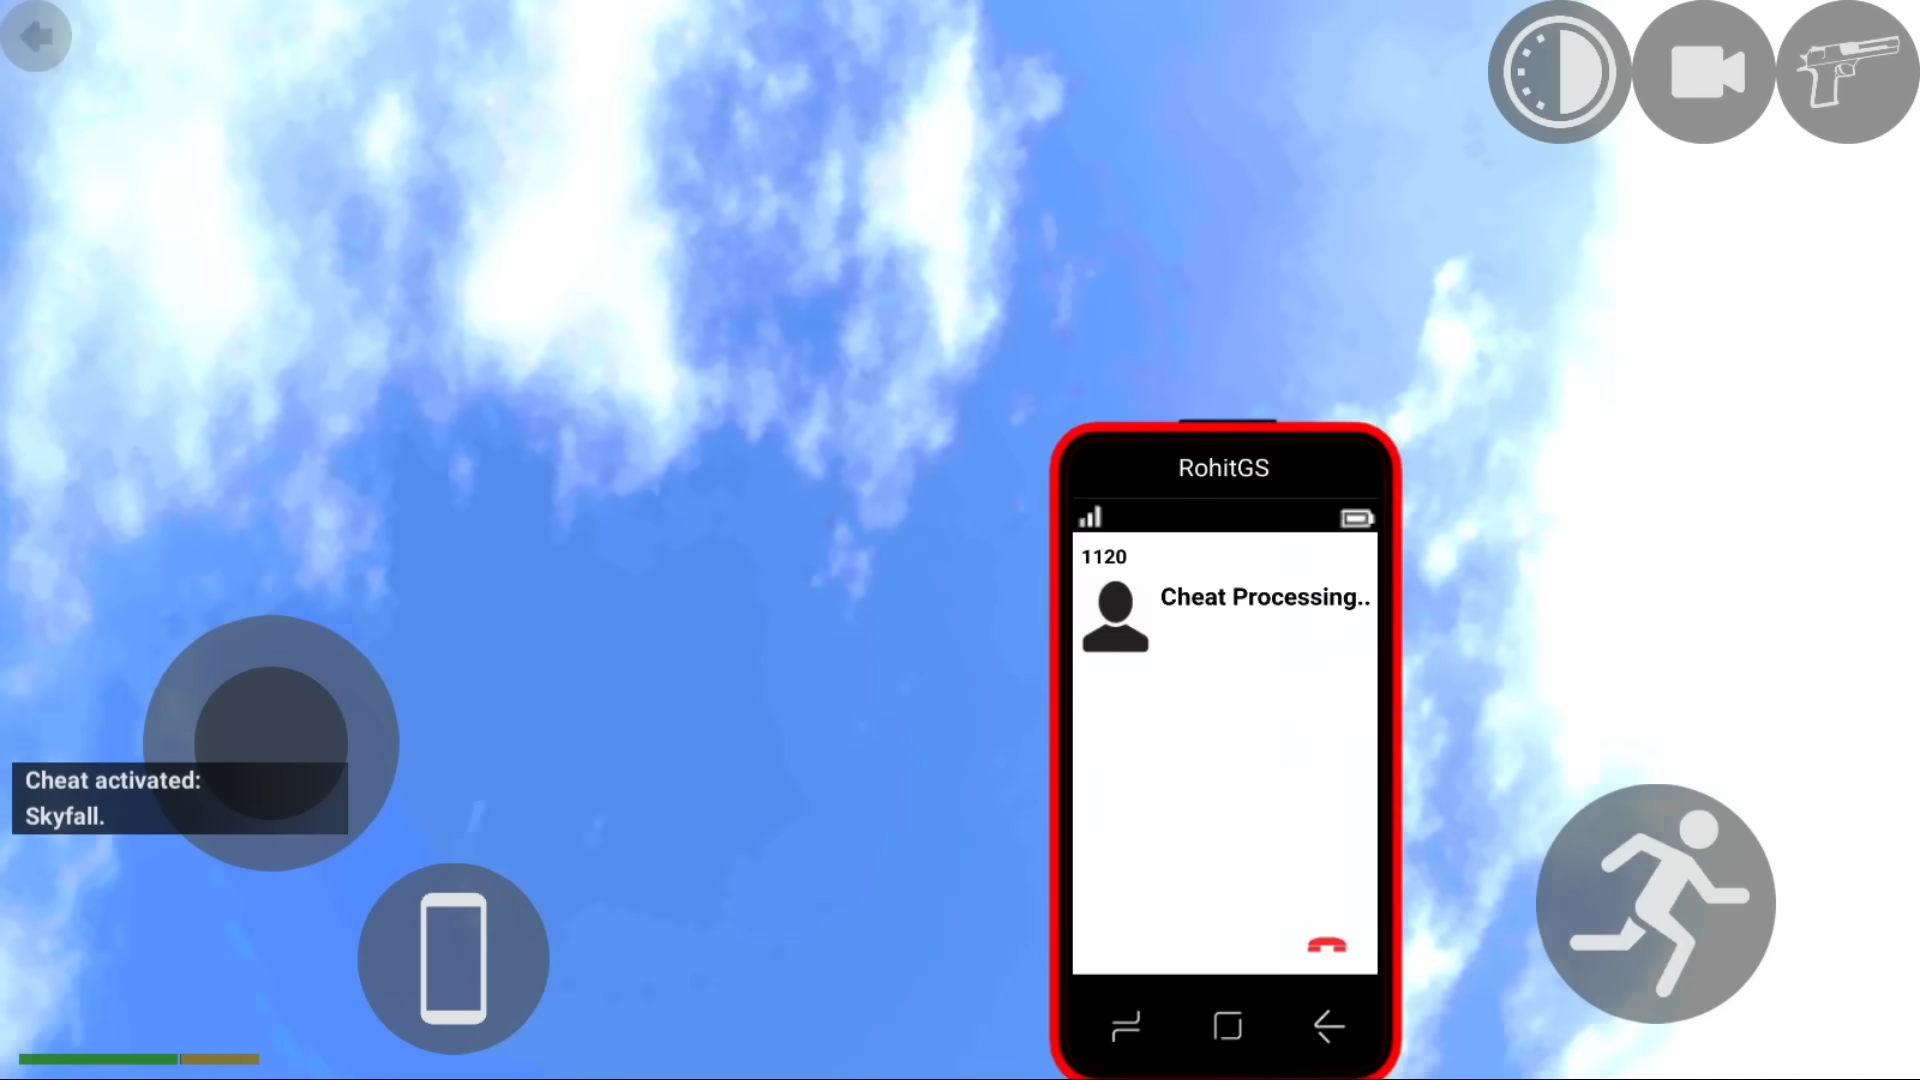 RohitGS
1120
Cheat Processing..
Cheat activated:
Skyfall.